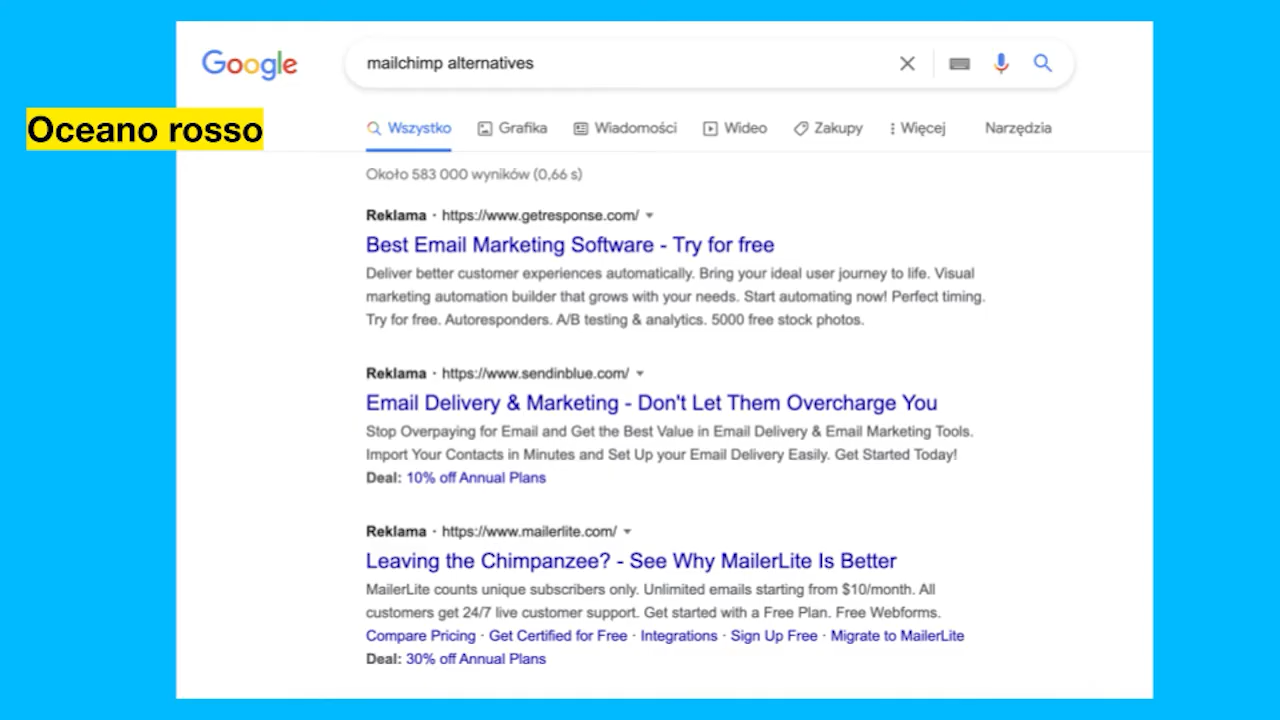 Google
mailchimp alternatives
Oceano rosso
Wszystko Grafika Wiadomości Wideo Zakupy Więcej Narzędzia
Około 583 000 wyników (0,66 s)
Reklama · https://www.getresponse.com/
Best Email Marketing Software - Try for free
Deliver better customer experiences automatically. Bring your ideal user journey to life. Visual
marketing automation builder that grows with your needs. Start automating now! Perfect timing.
Try for free. Autoresponders. A/B testing & analytics. 5000 free stock photos.
Reklama · https://www.sendinblue.com/
Email Delivery & Marketing - Don't Let Them Overcharge You
Stop Overpaying for Email and Get the Best Value in Email Delivery & Email Marketing Tools.
Import Your Contacts in Minutes and Set Up your Email Delivery Easily. Get Started Today!
Deal: 10% off Annual Plans
Reklama · https://www.mailerlite.com/
Leaving the Chimpanzee? - See Why MailerLite Is Better
MailerLite counts unique subscribers only. Unlimited emails starting from $10/month. All
customers get 24/7 live customer support. Get started with a Free Plan. Free Webforms.
Compare Pricing · Get Certified for Free · Integrations · Sign Up Free · Migrate to MailerLite
Deal: 30% off Annual Plans